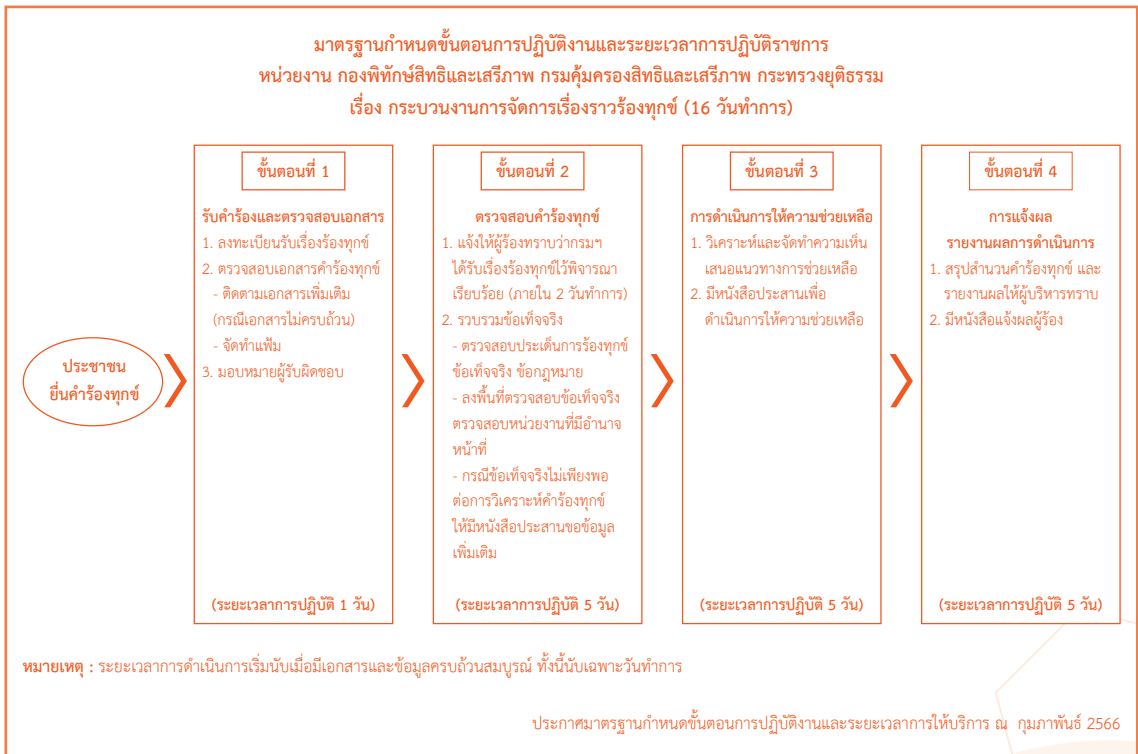 มาตรฐานกำหนดขั้นตอนการปฏิบัติงานและระยะเวลาการปฏิบัติราชการ
หน่วยงาน กองพิทักษ์สิทธิและเสรีภาพ กรมคุ้มครองสิทธิและเสรีภาพ กระทรวงยุติธรรม
เรื่อง กระบวนงานการจัดการเรื่องราวร้องทุกข์ (16 วันทำการ)
ประชาชน
ยื่นคำร้องทุกข์
ขั้นตอนที่ 1
รับคำร้องและตรวจสอบเอกสาร
1. ลงทะเบียนรับเรื่องร้องทุกข์
2. ตรวจสอบเอกสารคำร้องทุกข์
- ติดตามเอกสารเพิ่มเติม
(กรณีเอกสารไม่ครบถ้วน)
- จัดทำแฟ้ม
3. มอบหมายผู้รับผิดชอบ
(ระยะเวลาการปฏิบัติ 1 วัน)
ขั้นตอนที่ 2
ตรวจสอบคำร้องทุกข์
1. แจ้งให้ผู้ร้องทราบว่ากรมฯ
ได้รับเรื่องร้องทุกข์ไว้พิจารณา
เรียบร้อย (ภายใน 2 วันทำการ)
2. รวบรวมข้อเท็จจริง
- ตรวจสอบประเด็นการร้องทุกข์
ข้อเท็จจริง ข้อกฎหมาย
- ลงพื้นที่ตรวจสอบข้อเท็จจริง
ตรวจสอบหน่วยงานที่มีอำนาจ
หน้าที่
- กรณีข้อเท็จจริงไม่เพียงพอ
ต่อการวิเคราะห์คำร้องทุกข์
ให้มีหนังสือประสานขอข้อมูล
เพิ่มเติม
(ระยะเวลาการปฏิบัติ 5 วัน)
ขั้นตอนที่ 3
การดำเนินการให้ความช่วยเหลือ
1. วิเคราะห์และจัดทำความเห็น
เสนอแนวทางการช่วยเหลือ
2. มีหนังสือประสานเพื่อ
ดำเนินการให้ความช่วยเหลือ
(ระยะเวลาการปฏิบัติ 5 วัน)
ขั้นตอนที่ 4
การแจ้งผล
รายงานผลการดำเนินการ
1. สรุปสำนวนคำร้องทุกข์ และ
รายงานผลให้ผู้บริหารทราบ
2. มีหนังสือแจ้งผลผู้ร้อง
(ระยะเวลาการปฏิบัติ 5 วัน)
หมายเหตุ : ระยะเวลาการดำเนินการเริ่มนับเมื่อมีเอกสารและข้อมูลครบถ้วนสมบูรณ์ ทั้งนี้นับเฉพาะวันทำการ
ประกาศมาตรฐานกำหนดขั้นตอนการปฏิบัติงานและระยะเวลาการให้บริการ ณ กุมภาพันธ์ 2566